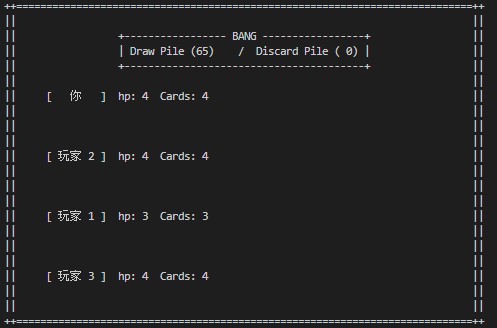 BANG
Draw Pile (65) / Discard Pile ( 0)
[ 你 ] hp: 4 Cards: 4
[ 玩家 2 ] hp: 4 Cards: 4
[ 玩家 1 ] hp: 3 Cards: 3
[ 玩家 3 ] hp: 4 Cards: 4